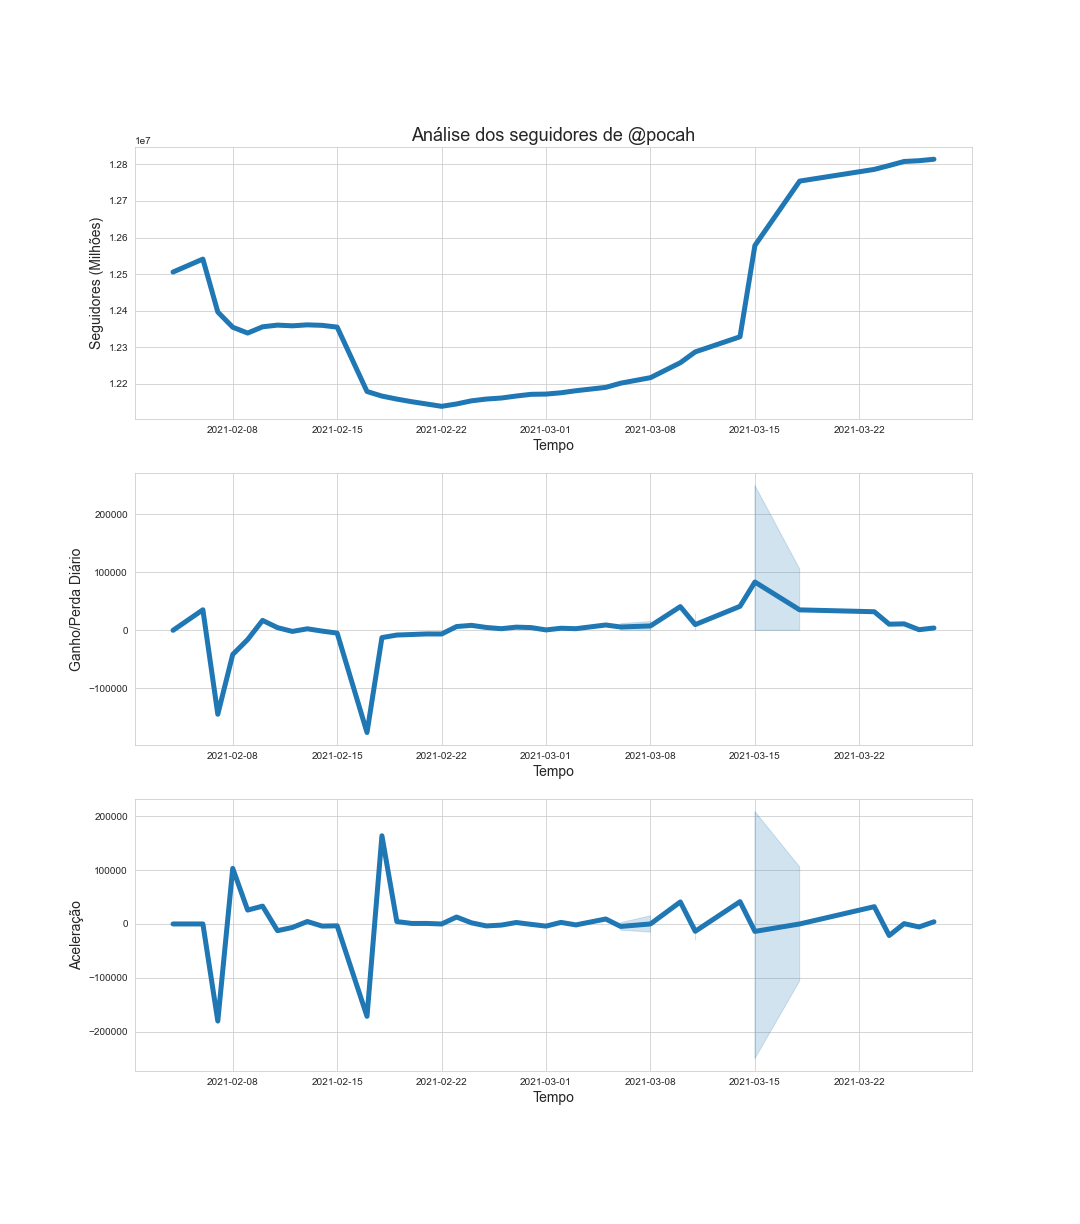 Análise dos seguidores de @pocah
1e7
Seguidores (Milhões)
1.28
1.27
1.26
1.25
1.24
1.23
1.22
2021-02-08 2021-02-15 2021-02-22 2021-03-01 2021-03-08 2021-03-15 2021-03-22
Tempo
Ganho/Perda Diário
200000
100000
0
−100000
2021-02-08 2021-02-15 2021-02-22 2021-03-01 2021-03-08 2021-03-15 2021-03-22
Tempo
Aceleração
200000
100000
0
−100000
−200000
2021-02-08 2021-02-15 2021-02-22 2021-03-01 2021-03-08 2021-03-15 2021-03-22
Tempo